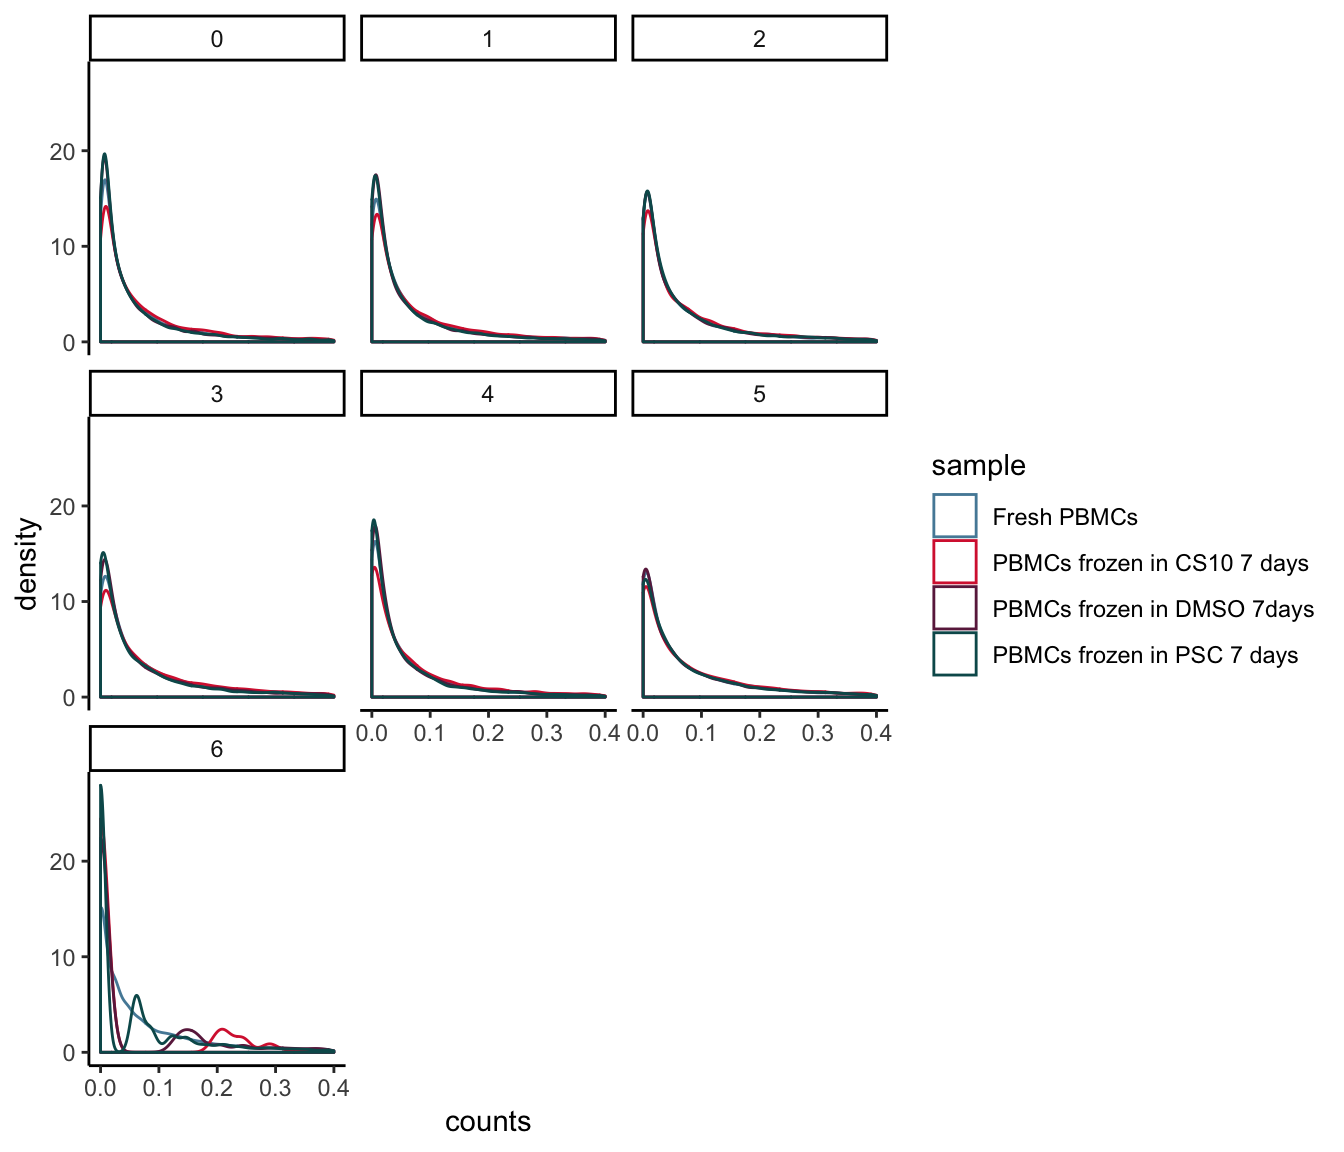 0 1 2
20
10
0
3 4 5
20
10
0
0.0 0.1 0.2 0.3 0.4 0.0 0.1 0.2 0.3 0.4
6
20
10
0
0.0 0.1 0.2 0.3 0.4
counts
density
sample
Fresh PBMCs
PBMCs frozen in CS10 7 days
PBMCs frozen in DMSO 7days
PBMCs frozen in PSC 7 days